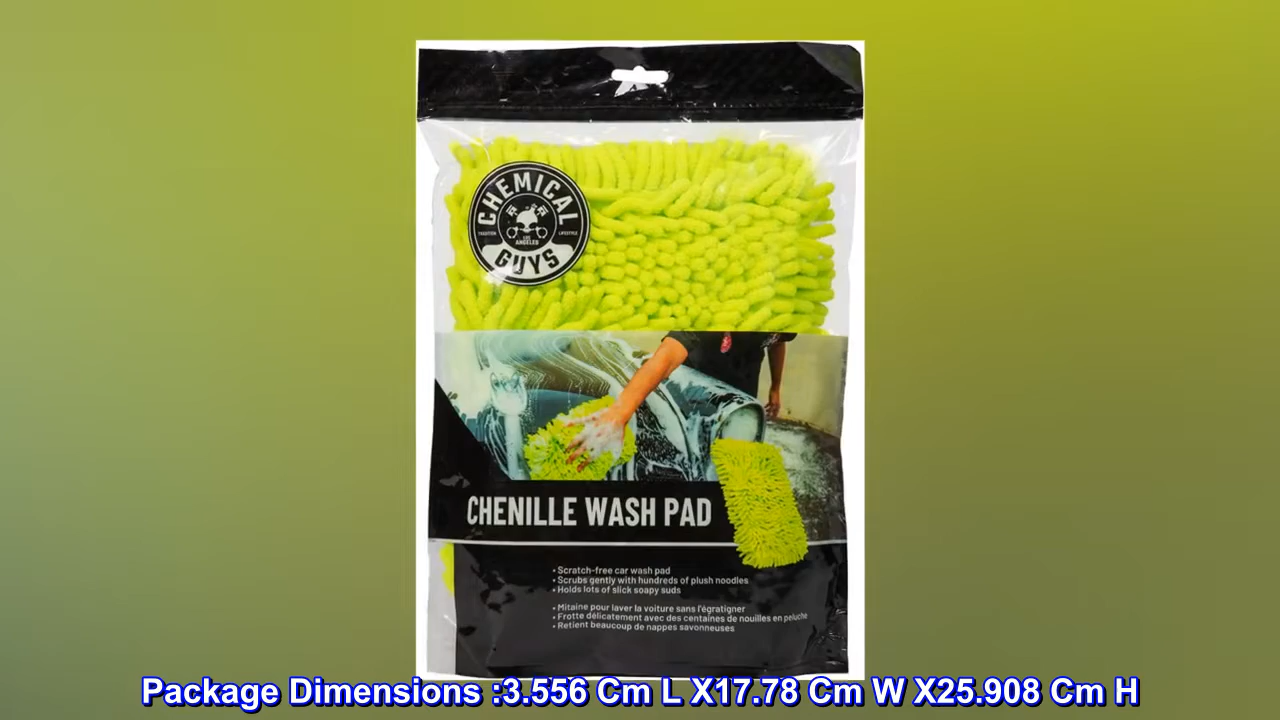 CHEMICAL
TRADITION
LOS
ANGELES
LIFESTYLE
GUYS
CHENILLE WASH PAD
• Scratch-free car wash pad
• Scrubs gently with hundreds of plush noodles
• Holds lots of slick soapy suds
• Mitaine pour laver la voiture sans l'égratigner
• Frotte délicatement avec des centaines de nouilles en peluche
• Retient beaucoup de nappes savonneuses
Package Dimensions :3.556 Cm L X17.78 Cm W X25.908 Cm H